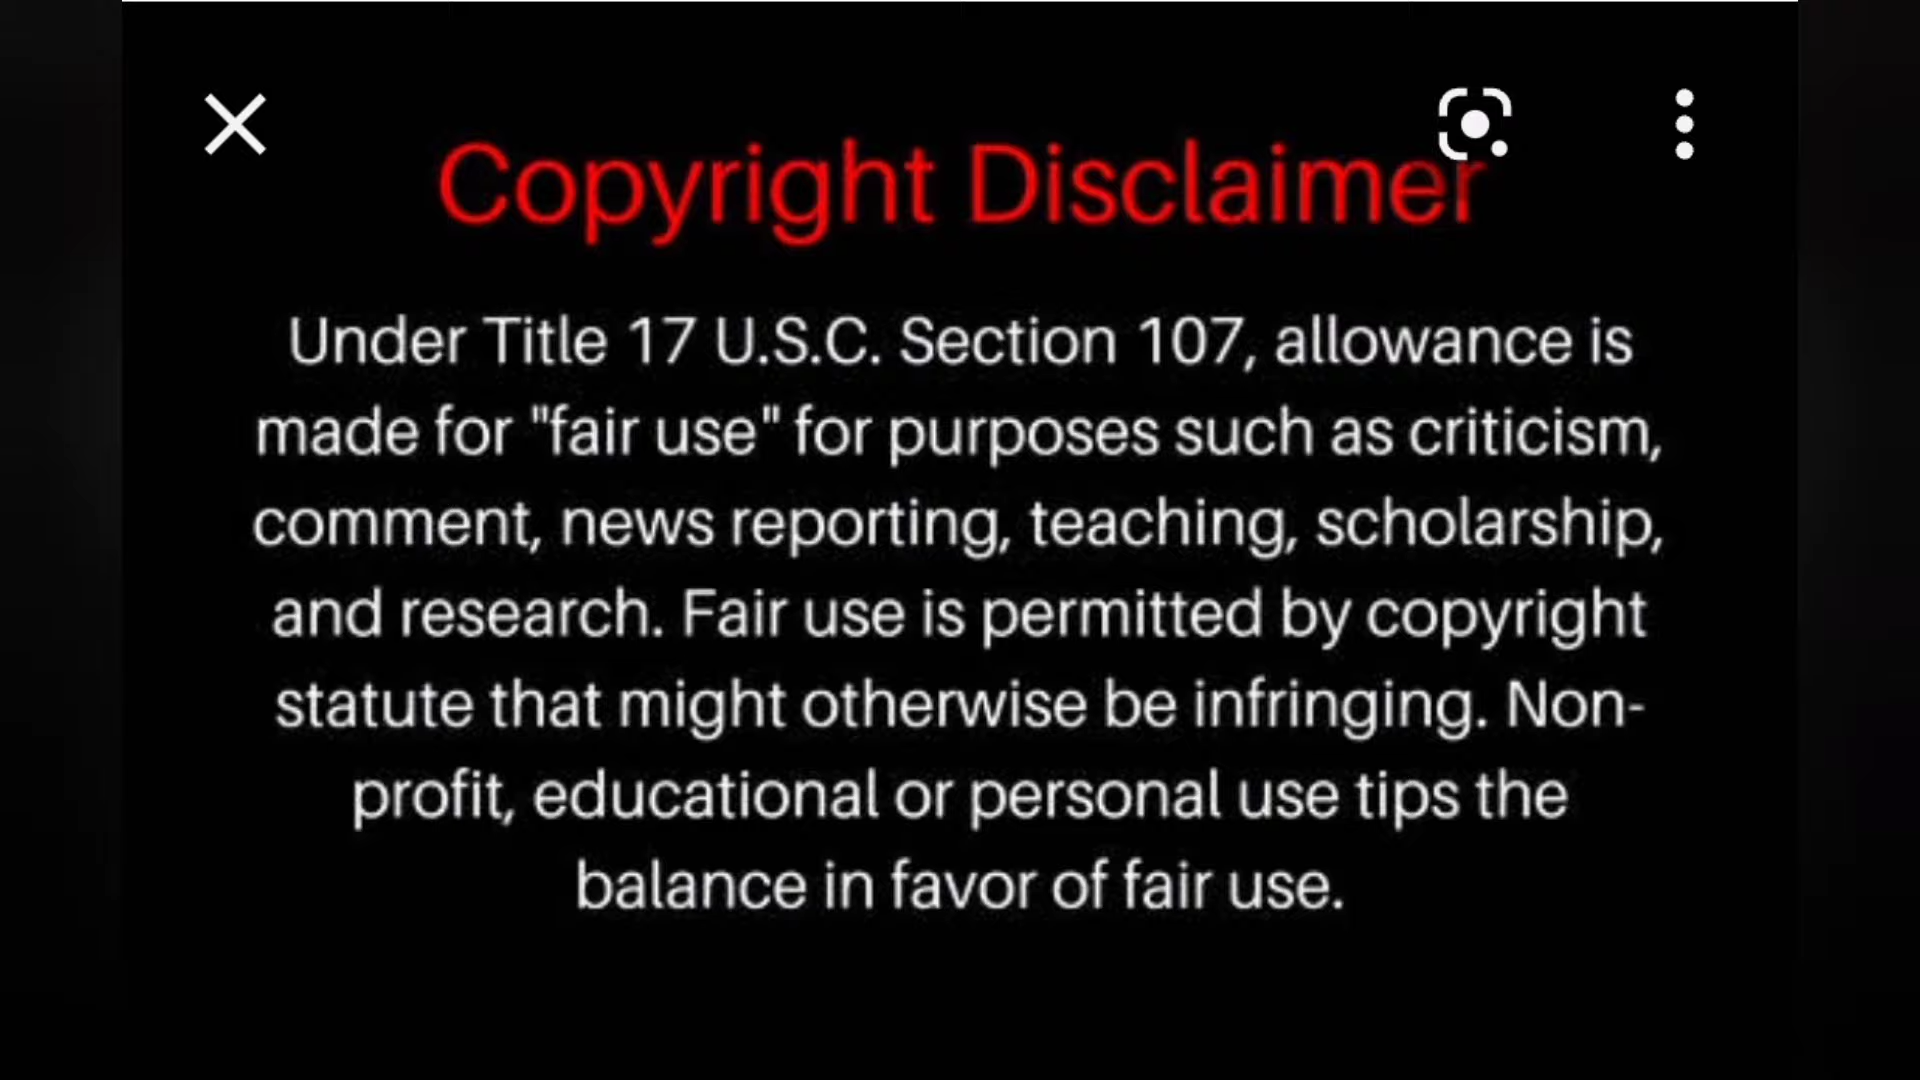 Copyright Disclaimer
Under Title 17 U.S.C. Section 107, allowance is
made for "fair use" for purposes such as criticism,
comment, news reporting, teaching, scholarship,
and research. Fair use is permitted by copyright
statute that might otherwise be infringing. Non-
profit, educational or personal use tips the
balance in favor of fair use.